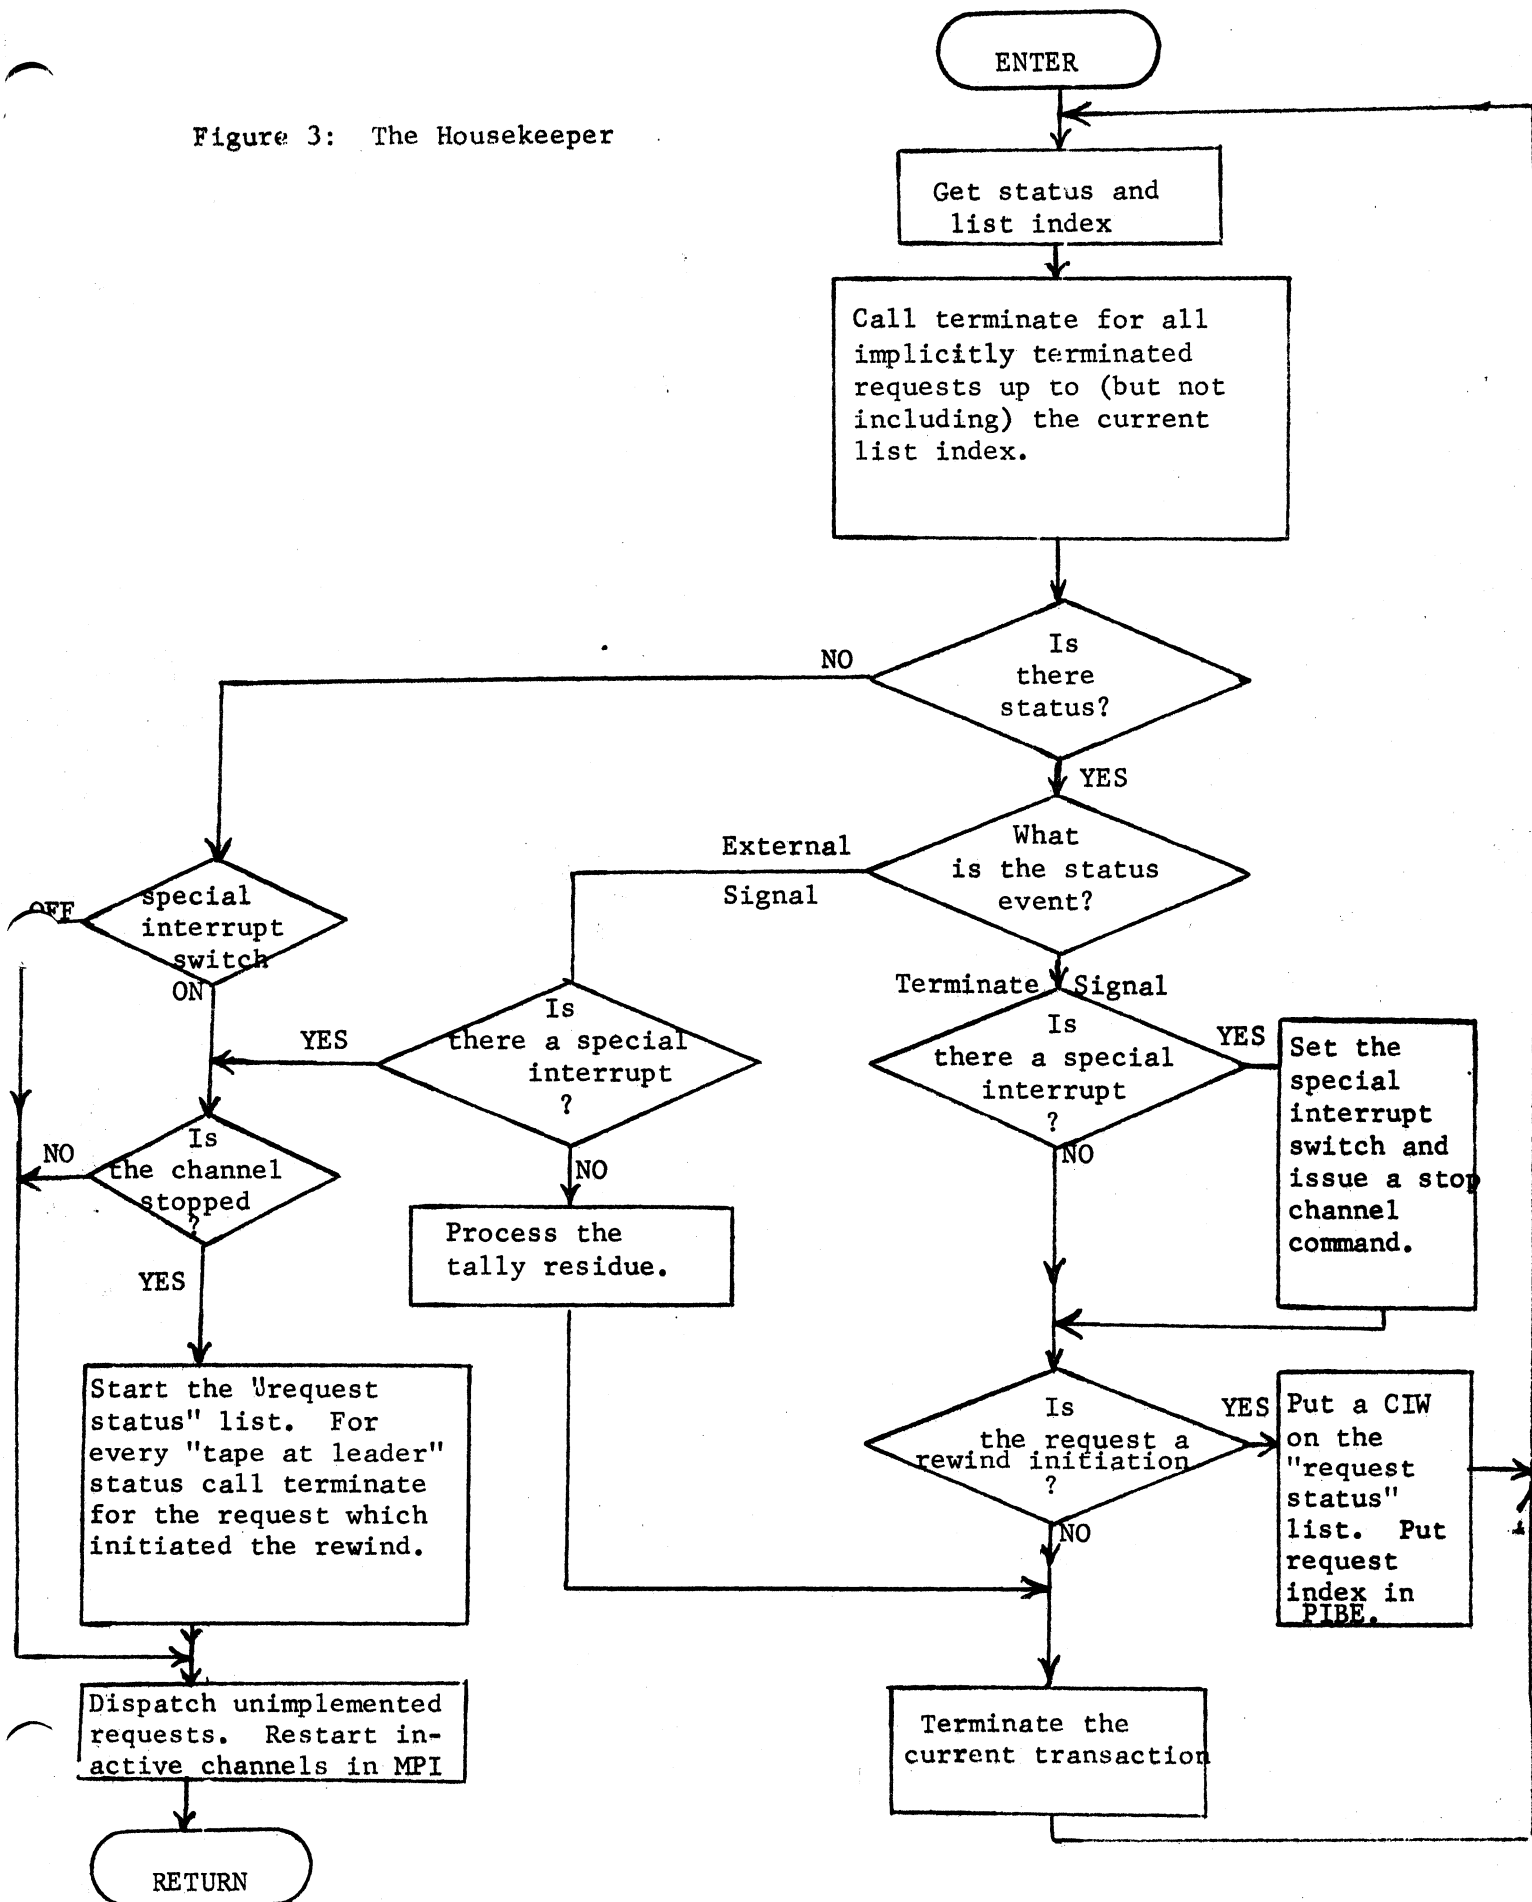 ENTER
Figure 3: The Housekeeper
Get status and
list index
Call terminate for all
implicitly terminated
requests up to (but not
including) the current
list index.
Is
there
status?
NO
YES
What
is the status
event?
External
Signal
Terminate Signal
special
interrupt
switch
OFF
ON
Is
there a special
interrupt
?
YES
NO
Is
there a special
interrupt
?
YES
NO
Set the
special
interrupt
switch and
issue a stop
channel
command.
Is
the channel
stopped
?
NO
YES
Process the
tally residue.
Start the "request
status" list. For
every "tape at leader"
status call terminate
for the request which
initiated the rewind.
Is
the request a
rewind initiation
?
YES
NO
Put a CIW
on the
"request
status"
list. Put
request
index in
PIBE.
Dispatch unimplemented
requests. Restart in-
active channels in MPI
Terminate the
current transaction
RETURN